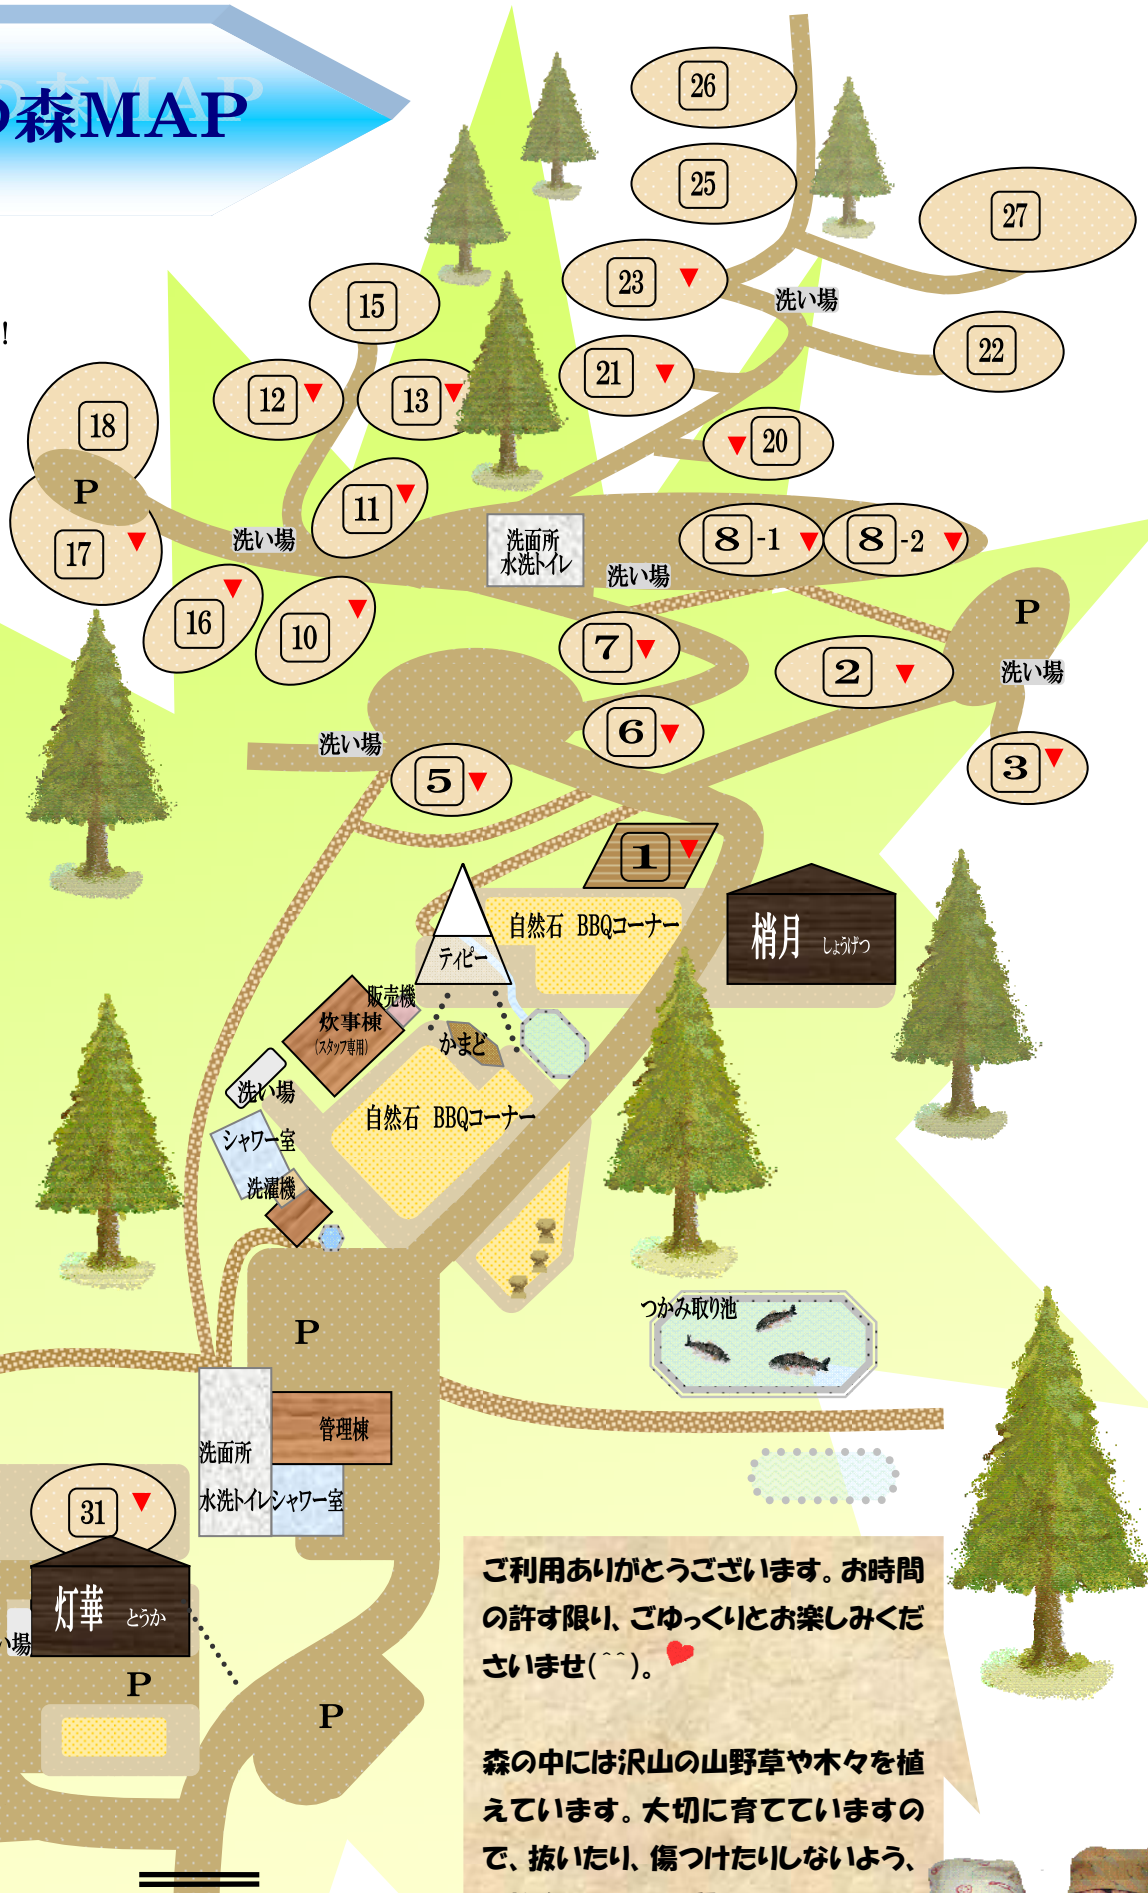 の森MAP
!
26
25
27
23
洗い場
15
22
21
12
13
18
20
P
11
17
洗い場
洗面所
水洗トイレ
8-1
8-2
洗い場
16
10
P
7
2
洗い場
6
洗い場
3
5
1
自然石 BBQコーナー
梢月 しょうげつ
ティピー
販売機
炊事棟
(スタッフ専用)
かまど
洗い場
自然石 BBQコーナー
シャワー室
洗濯機
つかみ取り池
P
管理棟
洗面所
水洗トイレ
シャワー室
31
灯華 とうか
い場
P
P
ご利用ありがとうございます。お時間
の許す限り、ごゆっくりとお楽しみくだ
さいませ(^^)。
森の中には沢山の山野草や木々を植
えています。大切に育てていますの
で、抜いたり、傷つけたりしないよう、